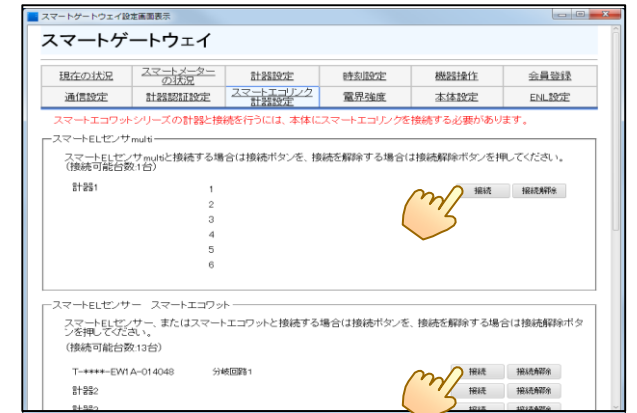 スマートゲートウェイ設定画面表示
スマートゲートウェイ
現在の状況 スマートメーターの状況 計器設定 時刻設定 機器操作 会員登録
通信設定 計器認証設定 スマートエコリンク計器設定 電界強度 本体設定 ENL設定
スマートエコワットシリーズの計器と接続を行うには、本体にスマートエコリンクを接続する必要があります。
スマートELゼンサmulti
スマートELゼンサmultiと接続する場合は接続ボタンを、接続を解除する場合は接続解除ボタンを押してください。
(接続可能台数:1台)
計器1 1 接続 接続解除
2
3
4
5
6
スマートELゼンサー スマートエコワット
スマートELゼンサー、またはスマートエコワットと接続する場合は接続ボタンを、接続を解除する場合は接続解除ボタ
ンを押してください。
(接続可能台数:13台)
T-****-EW1A-014048 分岐回路1 接続 接続解除
計器2 接続 接続解除
計器3 接続 接続解除